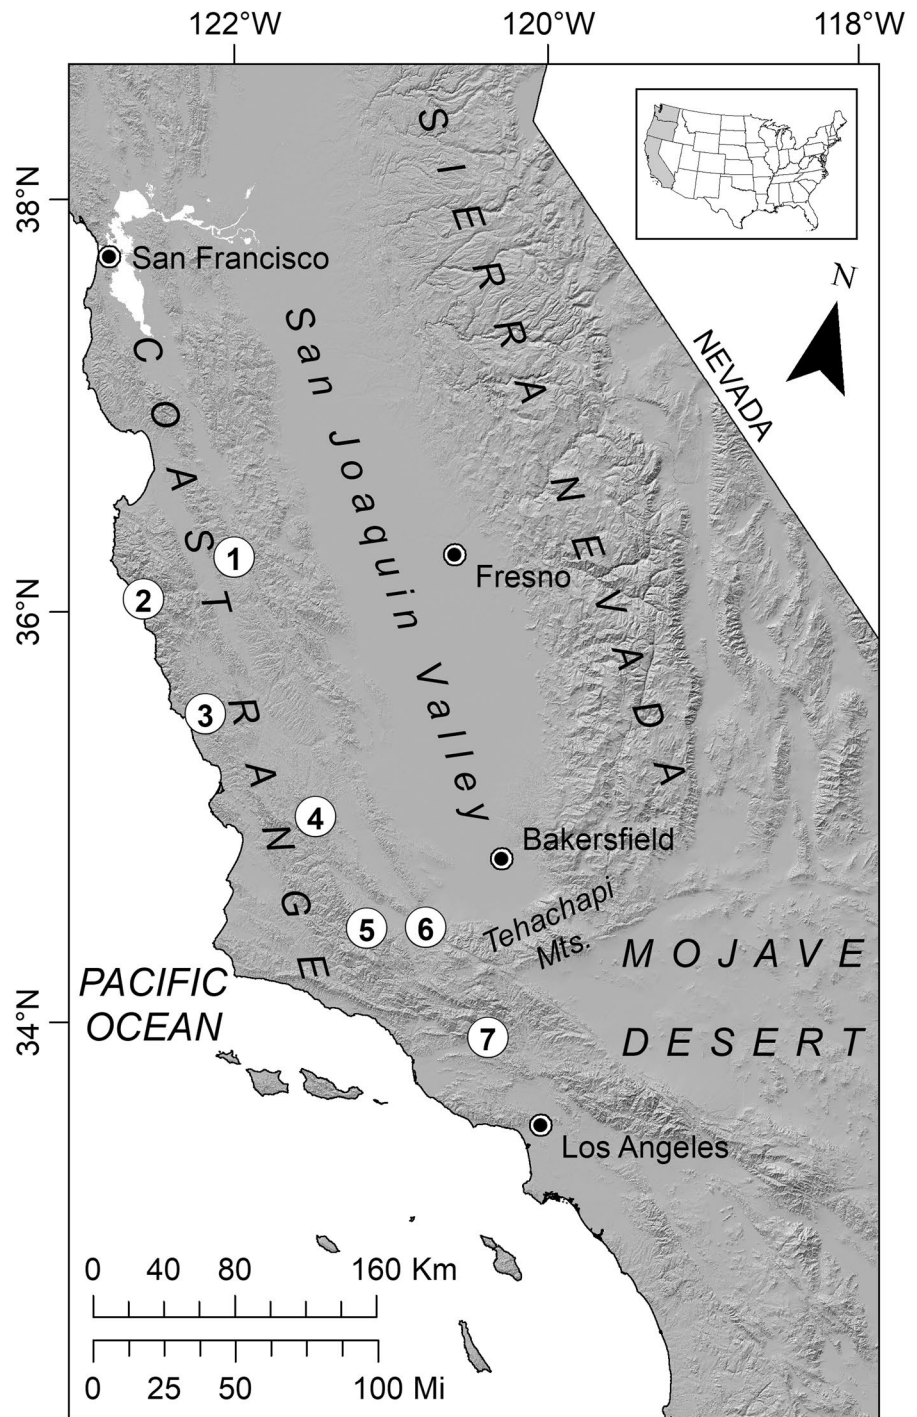 122°W 120°W 118°W
38°N
36°N
34°N
SIERRA NEVADA
N
San Francisco
NEVADA
COAST RANGE
San Joaquin Valley
1
Fresno
2
3
4
Bakersfield
5
6
Tehachapi
Mts.
MOJAVE
DESERT
PACIFIC
OCEAN
7
Los Angeles
0 40 80 160 Km
0 25 50 100 Mi